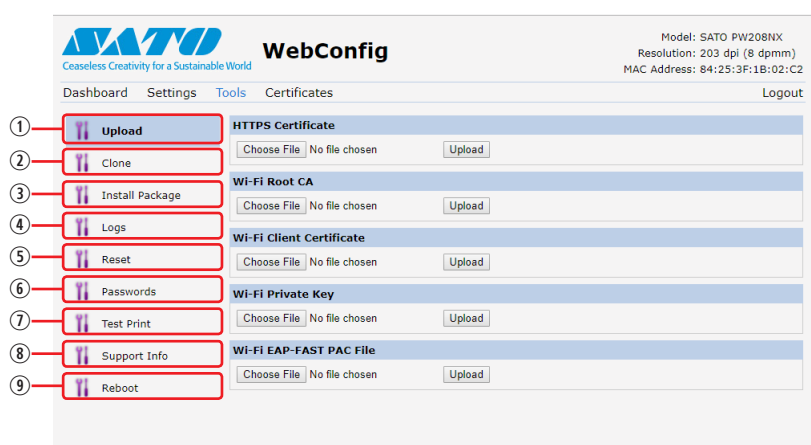 SATO
Ceaseless Creativity for a Sustainable World
WebConfig
Model: SATO PW208NX
Resolution: 203 dpi (8 dpmm)
MAC Address: 84:25:3F:1B:02:C2
Dashboard Settings Tools Certificates Logout
① Upload
② Clone
③ Install Package
④ Logs
⑤ Reset
⑥ Passwords
⑦ Test Print
⑧ Support Info
⑨ Reboot
HTTPS Certificate
Choose File No file chosen Upload
Wi-Fi Root CA
Choose File No file chosen Upload
Wi-Fi Client Certificate
Choose File No file chosen Upload
Wi-Fi Private Key
Choose File No file chosen Upload
Wi-Fi EAP-FAST PAC File
Choose File No file chosen Upload